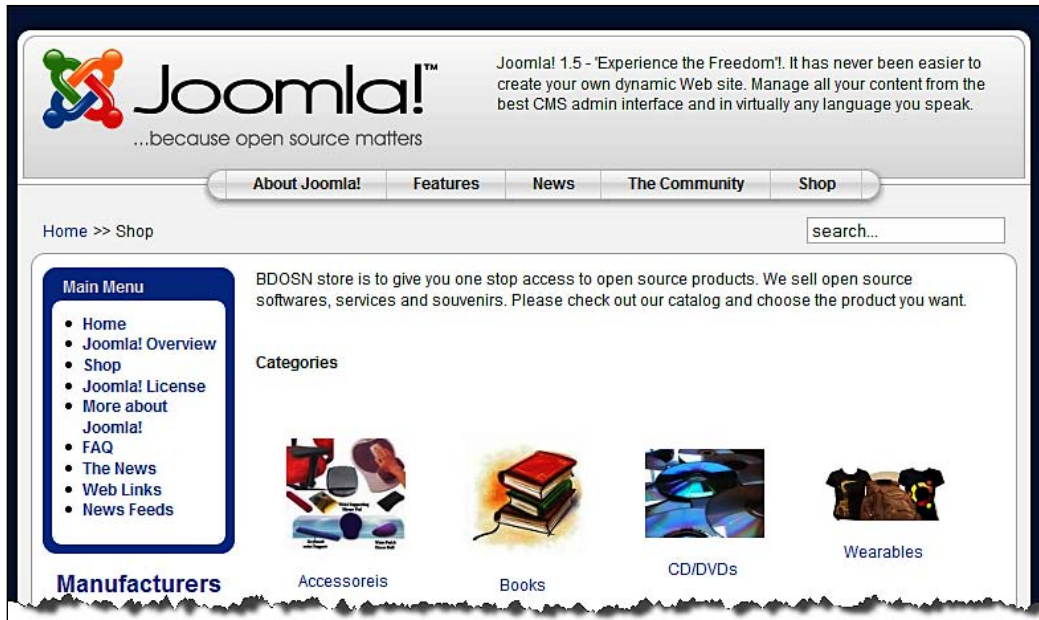 Joomla!™
...because open source matters
Joomla! 1.5 - 'Experience the Freedom'!. It has never been easier to
create your own dynamic Web site. Manage all your content from the
best CMS admin interface and in virtually any language you speak.
About Joomla! Features News The Community Shop
Home >> Shop
search...
Main Menu
Home
Joomla! Overview
Shop
Joomla! License
More about
Joomla!
FAQ
The News
Web Links
News Feeds
Manufacturers
BDOSN store is to give you one stop access to open source products. We sell open source
softwares, services and souvenirs. Please check out our catalog and choose the product you want.
Categories
Accessoreis
Books
CD/DVDs
Wearables